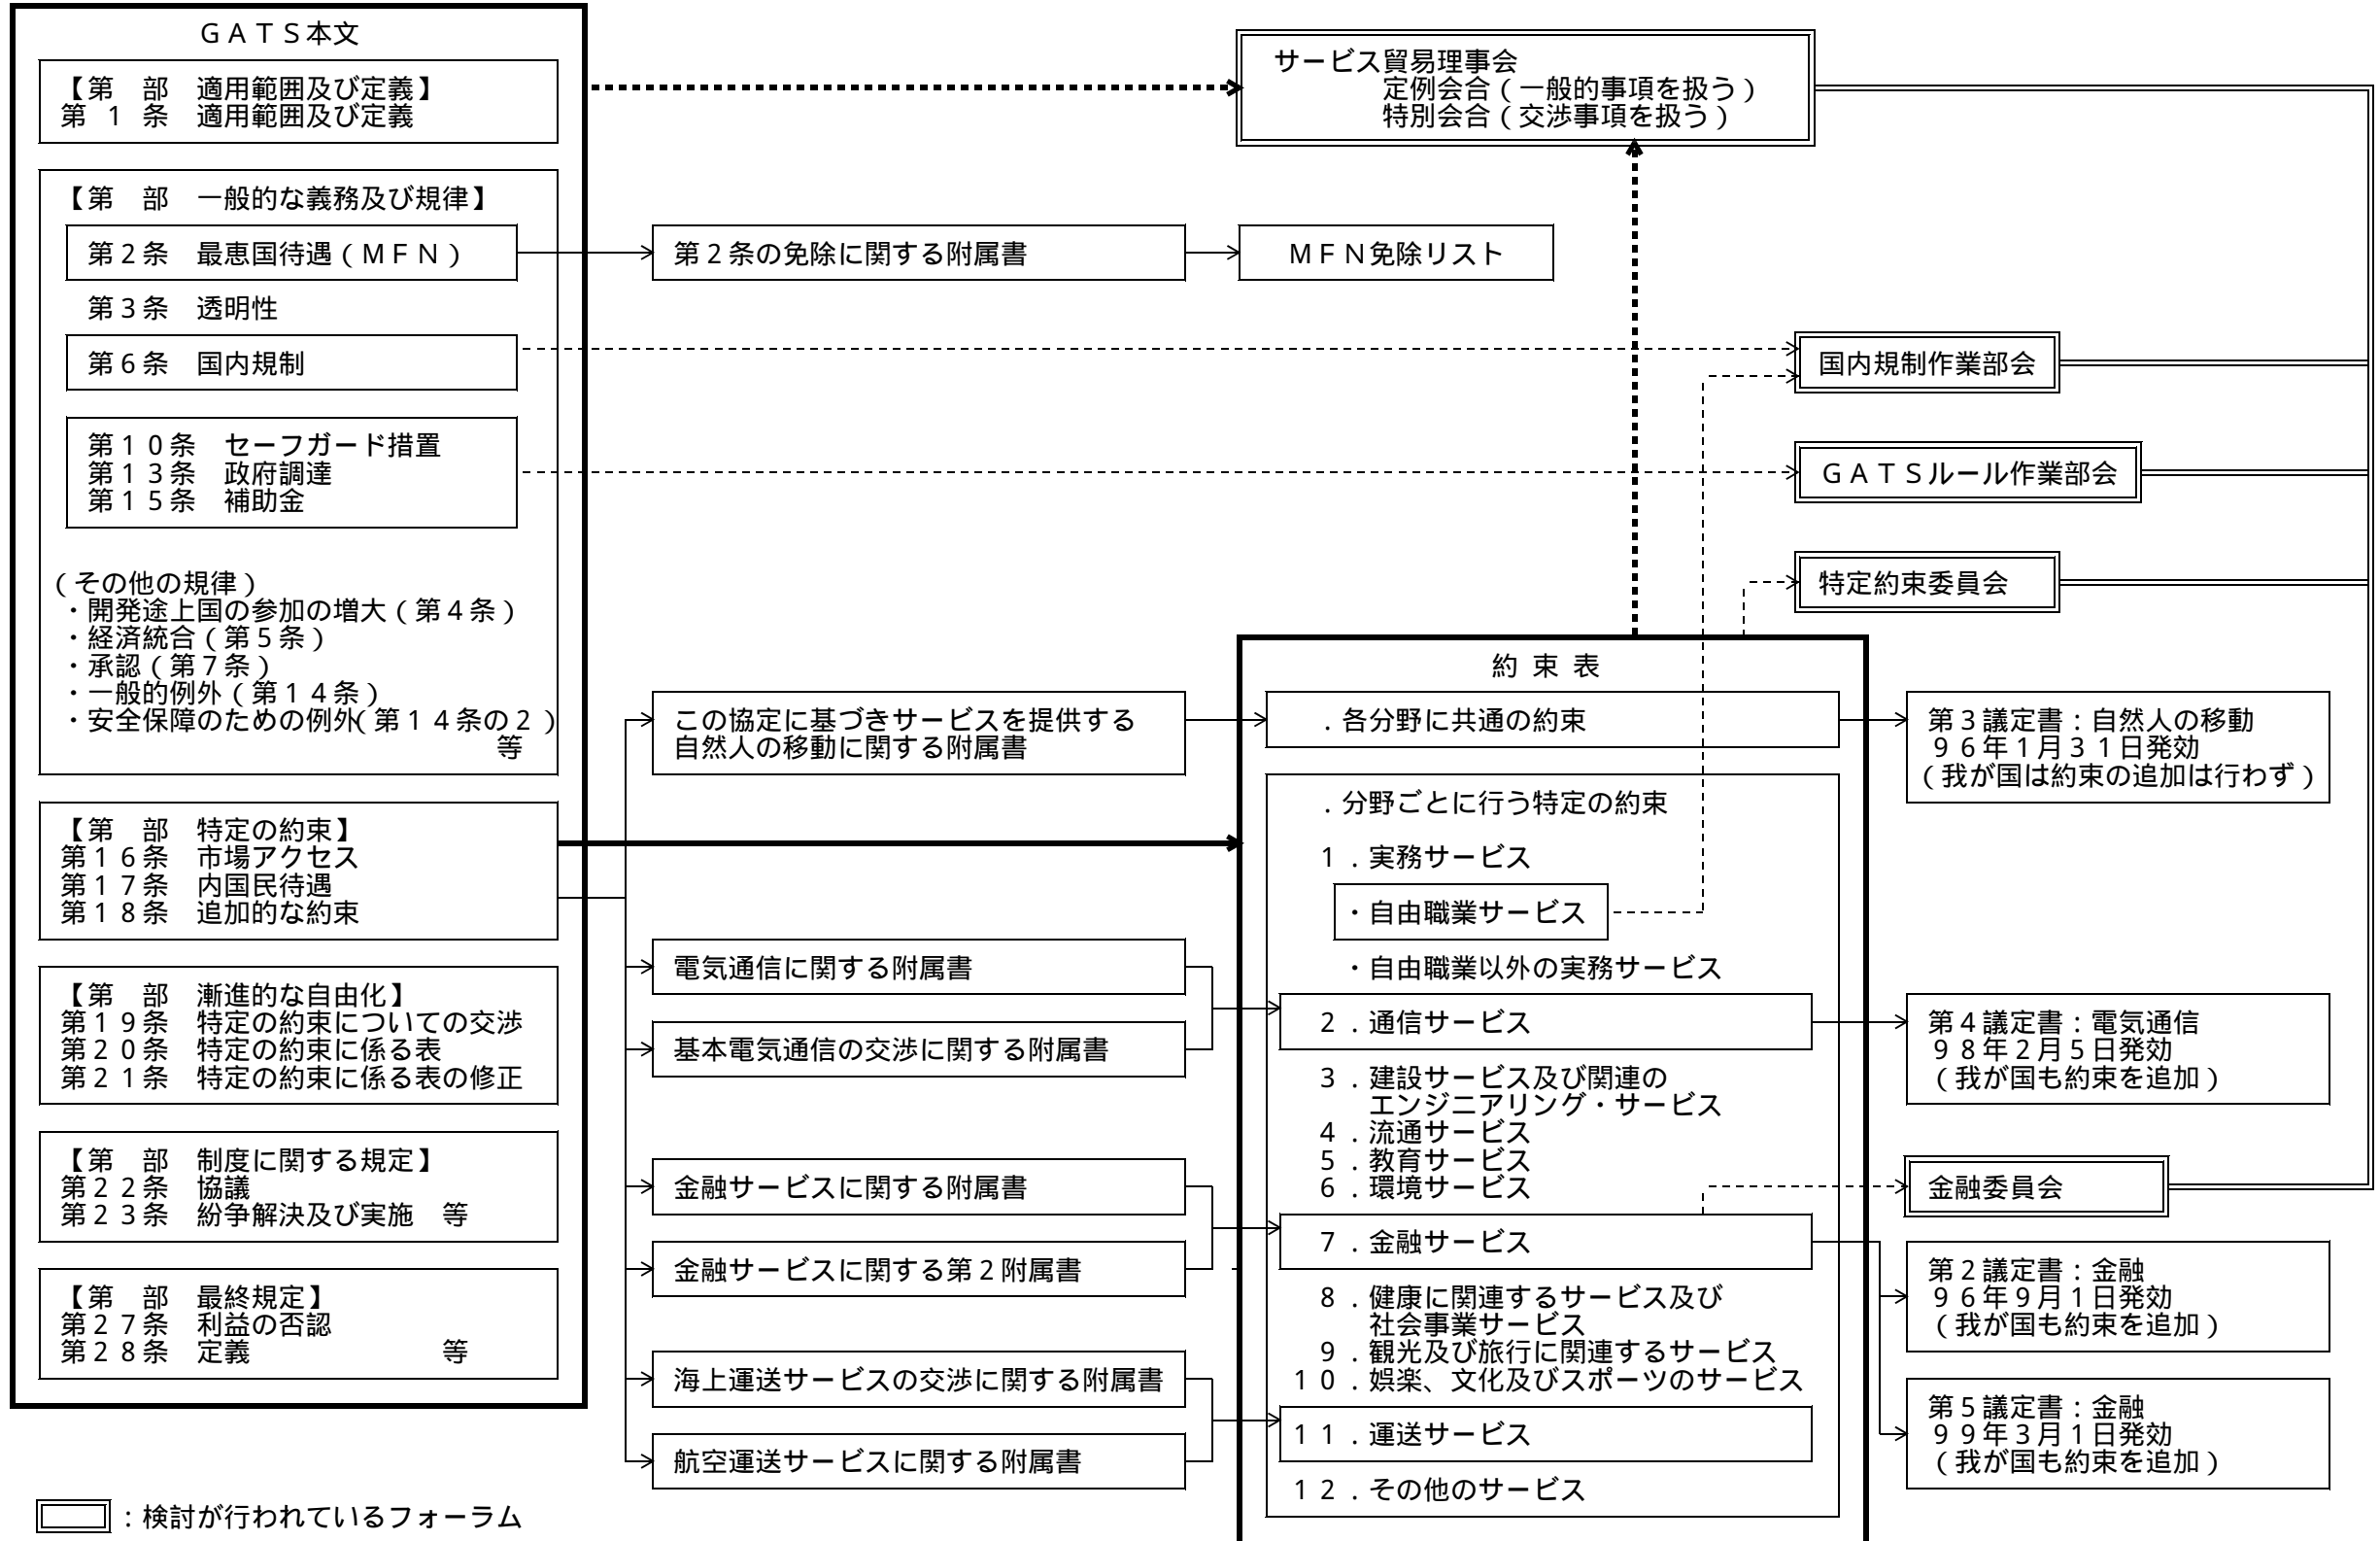 ＧＡＴＳ本文
【第　部　適用範囲及び定義】
第　１　条　適用範囲及び定義
【第　部　一般的な義務及び規律】
第２条　最恵国待遇（ＭＦＮ）
第３条　透明性
第６条　国内規制
第１０条　セーフガード措置
第１３条　政府調達
第１５条　補助金
（その他の規律）
・開発途上国の参加の増大（第４条）
・経済統合（第５条）
・承認（第７条）
・一般的例外（第１４条）
・安全保障のための例外（第１４条の２）
等
【第　部　特定の約束】
第１６条　市場アクセス
第１７条　内国民待遇
第１８条　追加的な約束
【第　部　漸進的な自由化】
第１９条　特定の約束についての交渉
第２０条　特定の約束に係る表
第２１条　特定の約束に係る表の修正
【第　部　制度に関する規定】
第２２条　協議
第２３条　紛争解決及び実施　等
【第　部　最終規定】
第２７条　利益の否認
第２８条　定義　　　　　　　等
：検討が行われているフォーラム
第２条の免除に関する附属書
ＭＦＮ免除リスト
この協定に基づきサービスを提供する
自然人の移動に関する附属書
電気通信に関する附属書
基本電気通信の交渉に関する附属書
金融サービスに関する附属書
金融サービスに関する第２附属書
海上運送サービスの交渉に関する附属書
航空運送サービスに関する附属書
サービス貿易理事会
定例会合（一般的事項を扱う）
特別会合（交渉事項を扱う）
国内規制作業部会
ＧＡＴＳルール作業部会
特定約束委員会
約 束 表
．各分野に共通の約束
．分野ごとに行う特定の約束
１．実務サービス
・自由職業サービス
・自由職業以外の実務サービス
２．通信サービス
３．建設サービス及び関連の
エンジニアリング・サービス
４．流通サービス
５．教育サービス
６．環境サービス
７．金融サービス
８．健康に関連するサービス及び
社会事業サービス
９．観光及び旅行に関連するサービス
１０．娯楽、文化及びスポーツのサービス
１１．運送サービス
１２．その他のサービス
第３議定書：自然人の移動
９６年１月３１日発効
（我が国は約束の追加は行わず）
第４議定書：電気通信
９８年２月５日発効
（我が国も約束を追加）
金融委員会
第２議定書：金融
９６年９月１日発効
（我が国も約束を追加）
第５議定書：金融
９９年３月１日発効
（我が国も約束を追加）